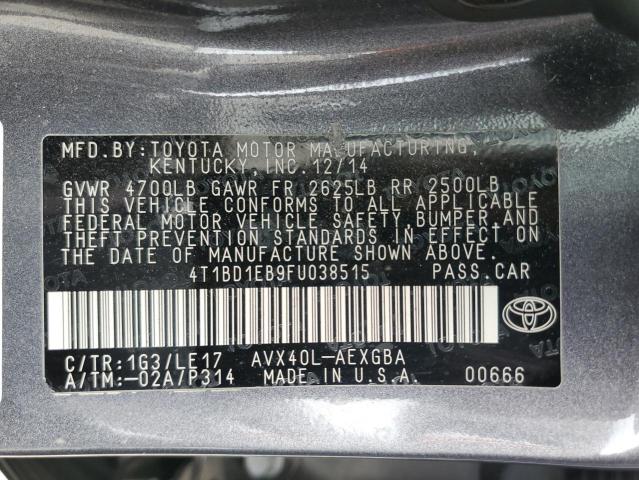 MFD. BY: TOYOTA MOTOR MANUFACTURING,
KENTUCKY, INC. 12/14
GVWR 4700LB GAWR FR 2625LB RR 2500LB
THIS VEHICLE CONFORMS TO ALL APPLICABLE
FEDERAL MOTOR VEHICLE SAFETY BUMPER AND
THEFT PREVENTION STANDARDS IN EFFECT ON
THE DATE OF MANUFACTURE SHOWN ABOVE.
4T1BD1EB9FU038515 PASS. CAR
C/TR: 1G3/LE17 AVX40L-AEXGBA
A/TM: -02A/P314 MADE IN U.S.A. 00666